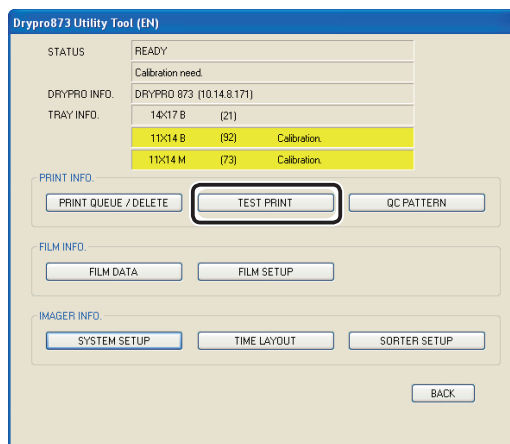 Drypro873 Utility Tool (EN)
STATUS READY
Calibration need.
DRYPRO INFO. DRYPRO 873 (10.14.8.171)
TRAY INFO. 14X17 B (21)
11X14 B (92) Calibration.
11X14 M (73) Calibration.
PRINT INFO.
PRINT QUEUE / DELETE TEST PRINT QC PATTERN
FILM INFO.
FILM DATA FILM SETUP
IMAGER INFO.
SYSTEM SETUP TIME LAYOUT SORTER SETUP
BACK